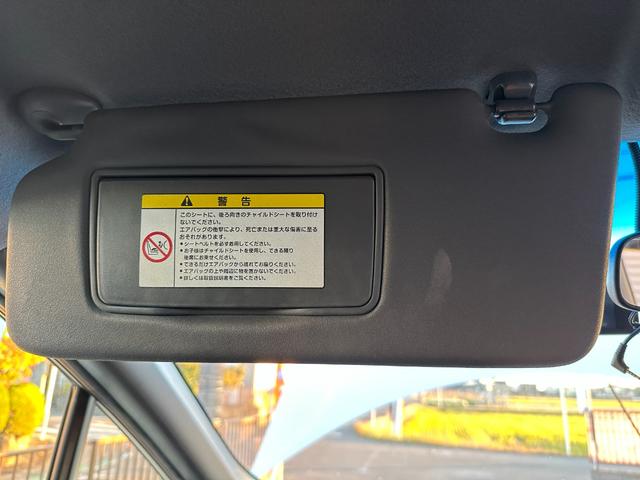 警告
このシートに、後ろ向きのチャイルドシートを取り付け
ないでください。
エアバッグの衝撃により、死亡または重大な傷害に至る
おそれがあります。
●シートベルトを必ず着用してください。
●お子様はチャイルドシートを使用し、できる限り
後席にお乗せください。
●できるだけエアバッグから離れてお座りください。
●エアバッグの上や周辺に物を置かないでください。
●詳しくは取扱説明書をご覧ください。